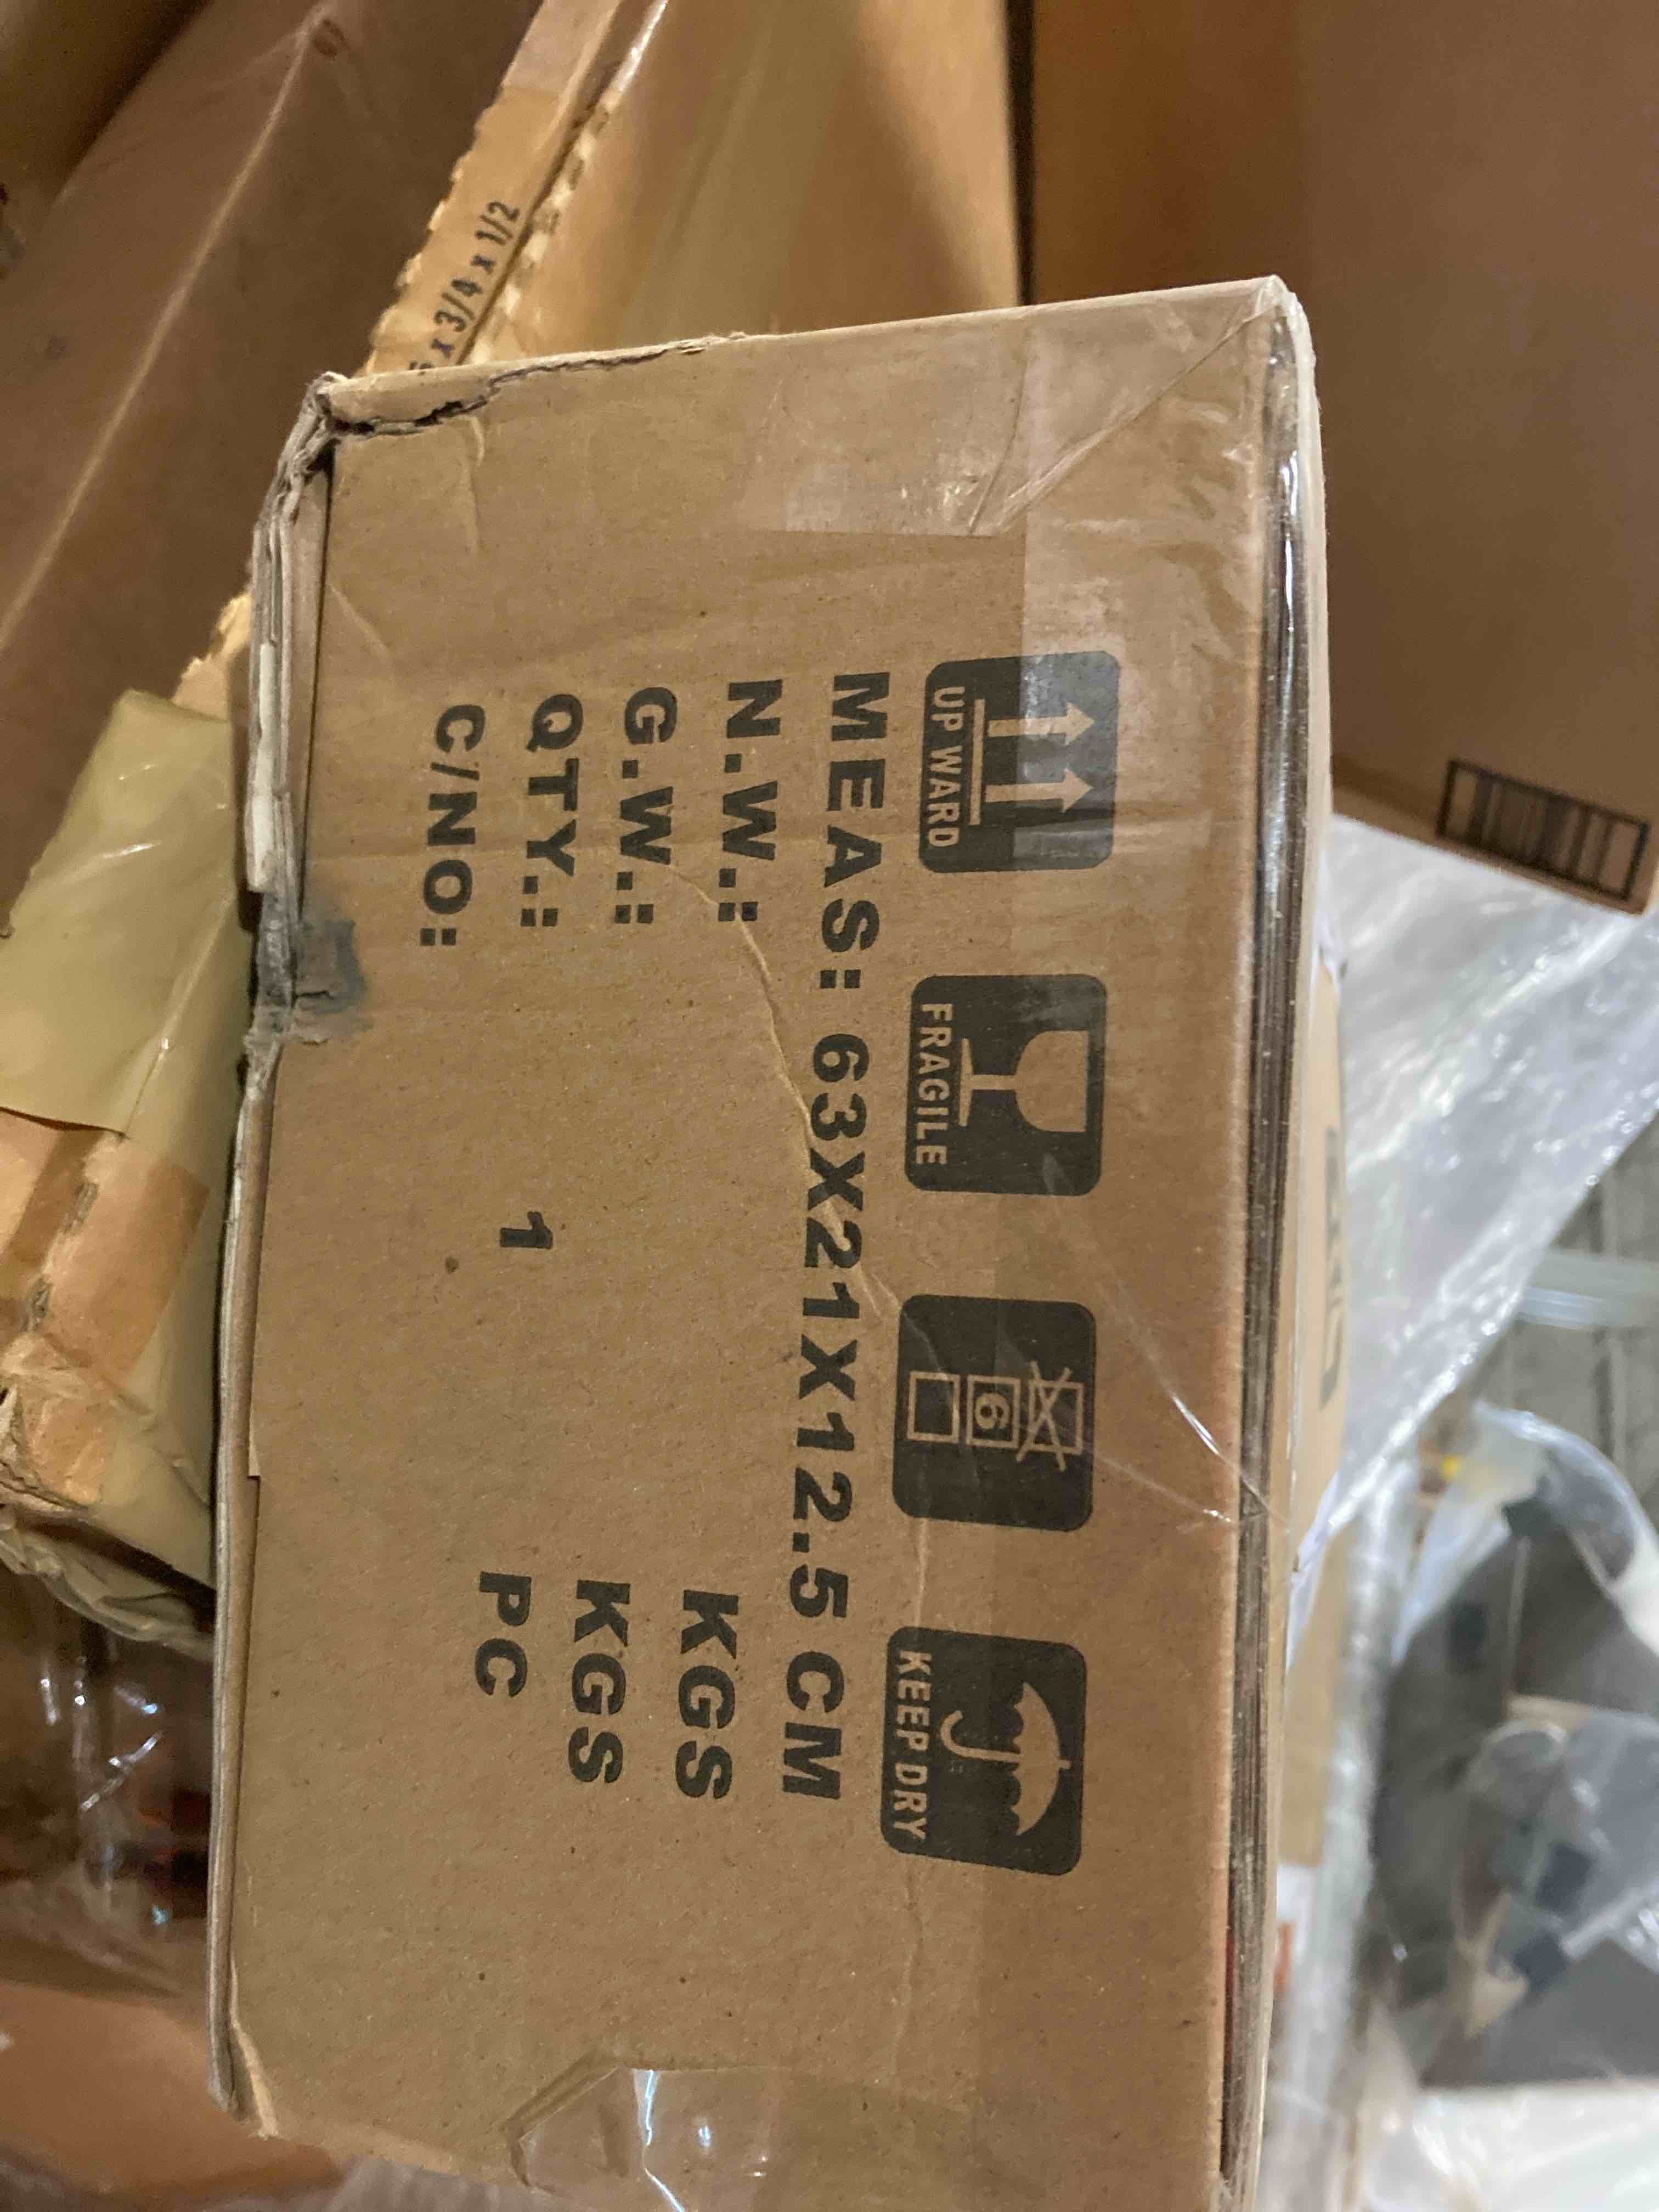 UP WARD
FRAGILE
6
KEEP DRY
MEAS: 63X21X12.5 CM
N.W.: KGS
G.W.: KGS
QTY.: 1 PC
C/NO:
x 3/4 x 1/2